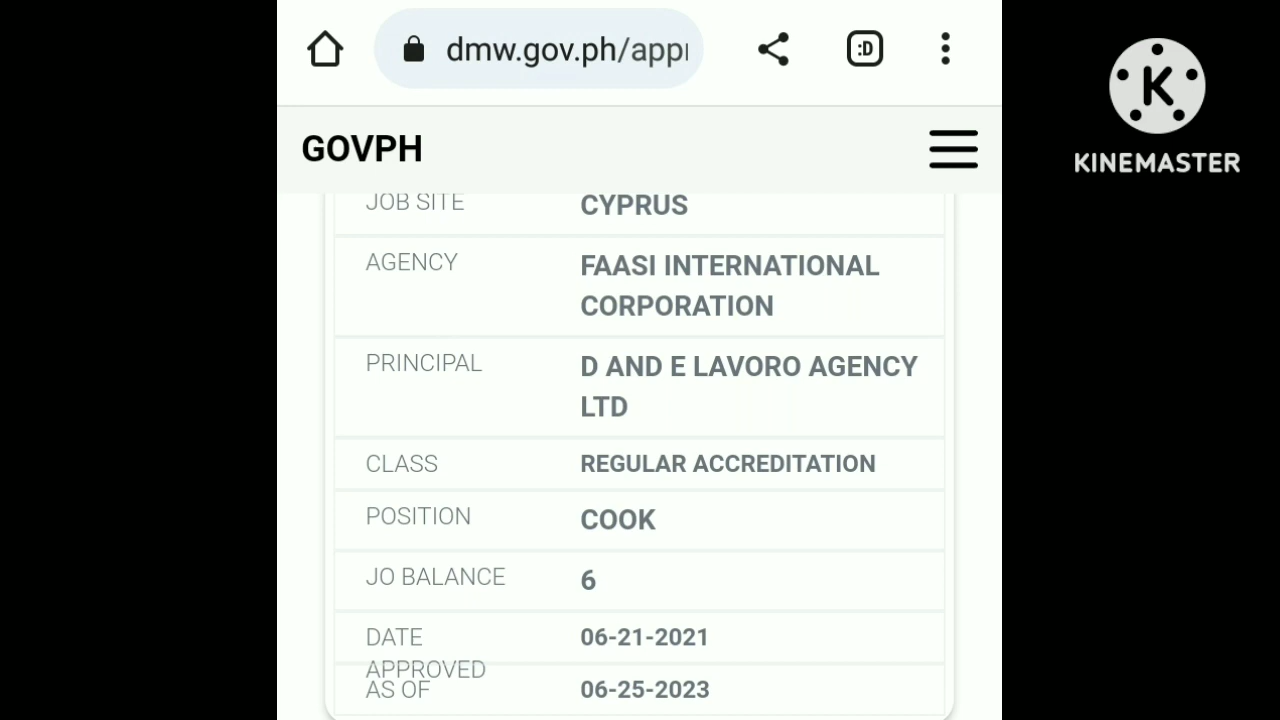 dmw.gov.ph/appr
:D
GOVPH
K
KINEMASTER
JOB SITE CYPRUS
AGENCY FAASI INTERNATIONAL
CORPORATION
PRINCIPAL D AND E LAVORO AGENCY
LTD
CLASS REGULAR ACCREDITATION
POSITION COOK
JO BALANCE 6
DATE 06-21-2021
APPROVED
AS OF 06-25-2023